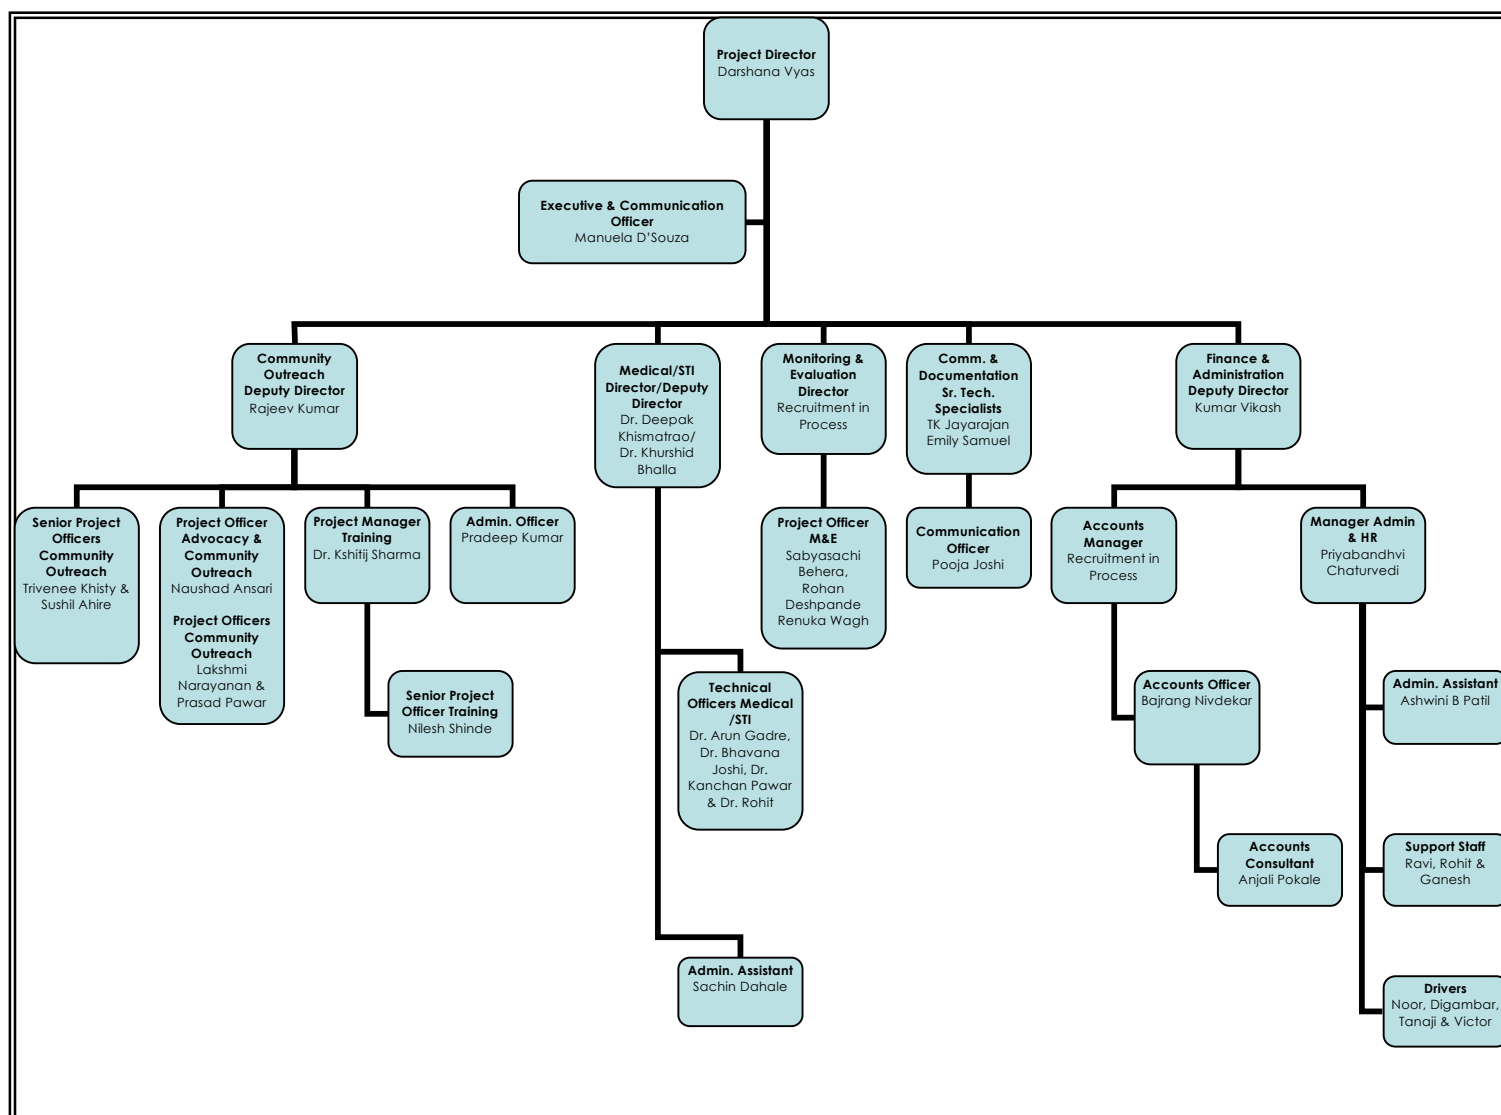 Project Director
Darshana Vyas
Executive & Communication
Officer
Manuela D'Souza
Community
Outreach
Deputy Director
Rajeev Kumar
Medical/STI
Director/Deputy
Director
Dr. Deepak
Khismatrao/
Dr. Khurshid
Bhalla
Monitoring &
Evaluation
Director
Recruitment in
Process
Comm. &
Documentation
Sr. Tech.
Specialists
TK Jayarajan
Emily Samuel
Finance &
Administration
Deputy Director
Kumar Vikash
Senior Project
Officers
Community
Outreach
Trivenee Khisty &
Sushil Ahire
Project Officer
Advocacy &
Community
Outreach
Naushad Ansari
Project Officers
Community
Outreach
Lakshmi
Narayanan &
Prasad Pawar
Project Manager
Training
Dr. Kshitij Sharma
Admin. Officer
Pradeep Kumar
Project Officer
M&E
Sabyasachi
Behera,
Rohan
Deshpande
Renuka Wagh
Communication
Officer
Pooja Joshi
Accounts
Manager
Recruitment in
Process
Manager Admin
& HR
Priyabandhvi
Chaturvedi
Senior Project
Officer Training
Nilesh Shinde
Technical
Officers Medical
/STI
Dr. Arun Gadre,
Dr. Bhavana
Joshi, Dr.
Kanchan Pawar
& Dr. Rohit
Accounts Officer
Bajrang Nivdekar
Admin. Assistant
Ashwini B Patil
Accounts
Consultant
Anjali Pokale
Support Staff
Ravi, Rohit &
Ganesh
Admin. Assistant
Sachin Dahale
Drivers
Noor, Digambar,
Tanaji & Victor